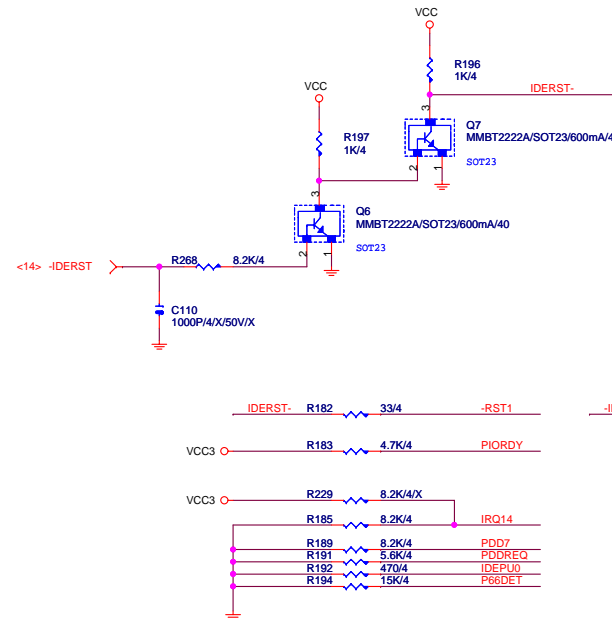 VCC
R196
1K/4
IDERST-
VCC
3
Q7
R197
1K/4
MMBT2222A/SOT23/600mA/4
SOT23
2
1
3
Q6
MMBT2222A/SOT23/600mA/40
SOT23
2
1
<14> -IDERST
R268 8.2K/4
C110
1000P/4/X/50V/X
IDERST- R182 33/4 -RST1
VCC3 R183 4.7K/4 PIORDY
VCC3 R229 8.2K/4/X
R185 8.2K/4 IRQ14
R189 8.2K/4 PDD7
R191 5.6K/4 PDDREQ
R192 470/4 IDEPU0
R194 15K/4 P66DET